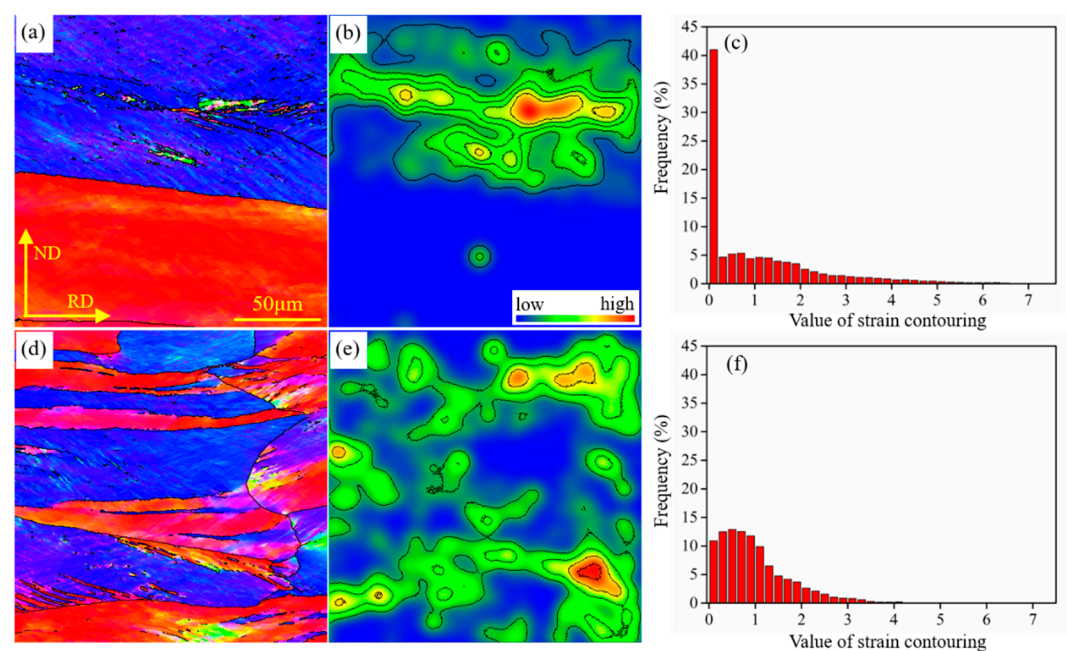 (a)
ND
RD
50μm
(b)
low high
(c)
Frequency (%)
45
40
35
30
25
20
15
10
5
0
0 1 2 3 4 5 6 7
Value of strain contouring
(d)
(e)
(f)
Frequency (%)
45
40
35
30
25
20
15
10
5
0
0 1 2 3 4 5 6 7
Value of strain contouring